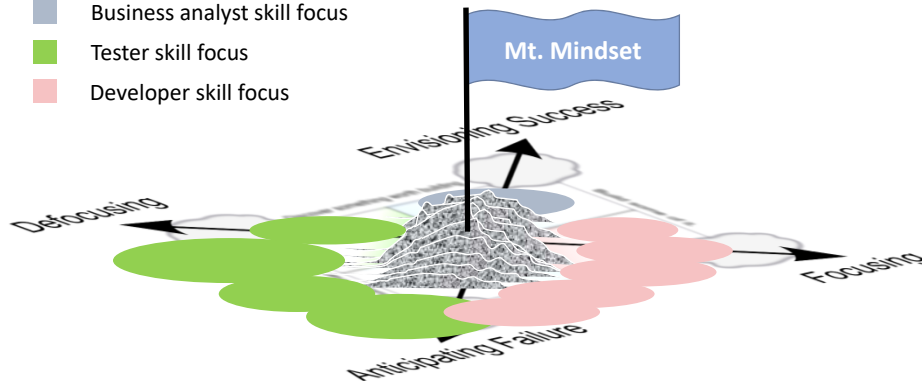 Business analyst skill focus
Tester skill focus
Developer skill focus
Mt. Mindset
Envisioning Success
Defocusing
Focusing
Anticipating Failure